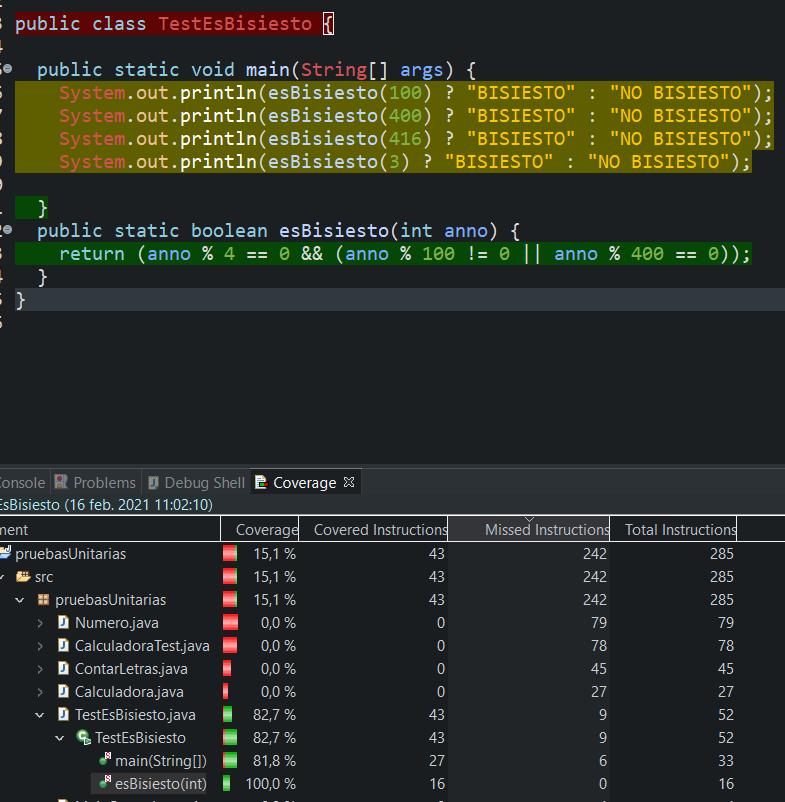 public class TestEsBisiesto {
public static void main(String[] args) {
System.out.println(esBisiesto(100) ? "BISIESTO" : "NO BISIESTO");
System.out.println(esBisiesto(400) ? "BISIESTO" : "NO BISIESTO");
System.out.println(esBisiesto(416) ? "BISIESTO" : "NO BISIESTO");
System.out.println(esBisiesto(3) ? "BISIESTO" : "NO BISIESTO");
}
public static boolean esBisiesto(int anno) {
return (anno % 4 == 0 && (anno % 100 != 0 || anno % 400 == 0));
}
}
onsole Problems Debug Shell Coverage
EsBisiesto (16 feb. 2021 11:02:10)
ment Coverage Covered Instructions Missed Instructions Total Instructions
pruebasUnitarias 15,1 % 43 242 285
src 15,1 % 43 242 285
pruebasUnitarias 15,1 % 43 242 285
Numero.java 0,0 % 0 79 79
CalculadoraTest.java 0,0 % 0 78 78
ContarLetras.java 0,0 % 0 45 45
Calculadora.java 0,0 % 0 27 27
TestEsBisiesto.java 82,7 % 43 9 52
TestEsBisiesto 82,7 % 43 9 52
main(String[]) 81,8 % 27 6 33
esBisiesto(int) 100,0 % 16 0 16